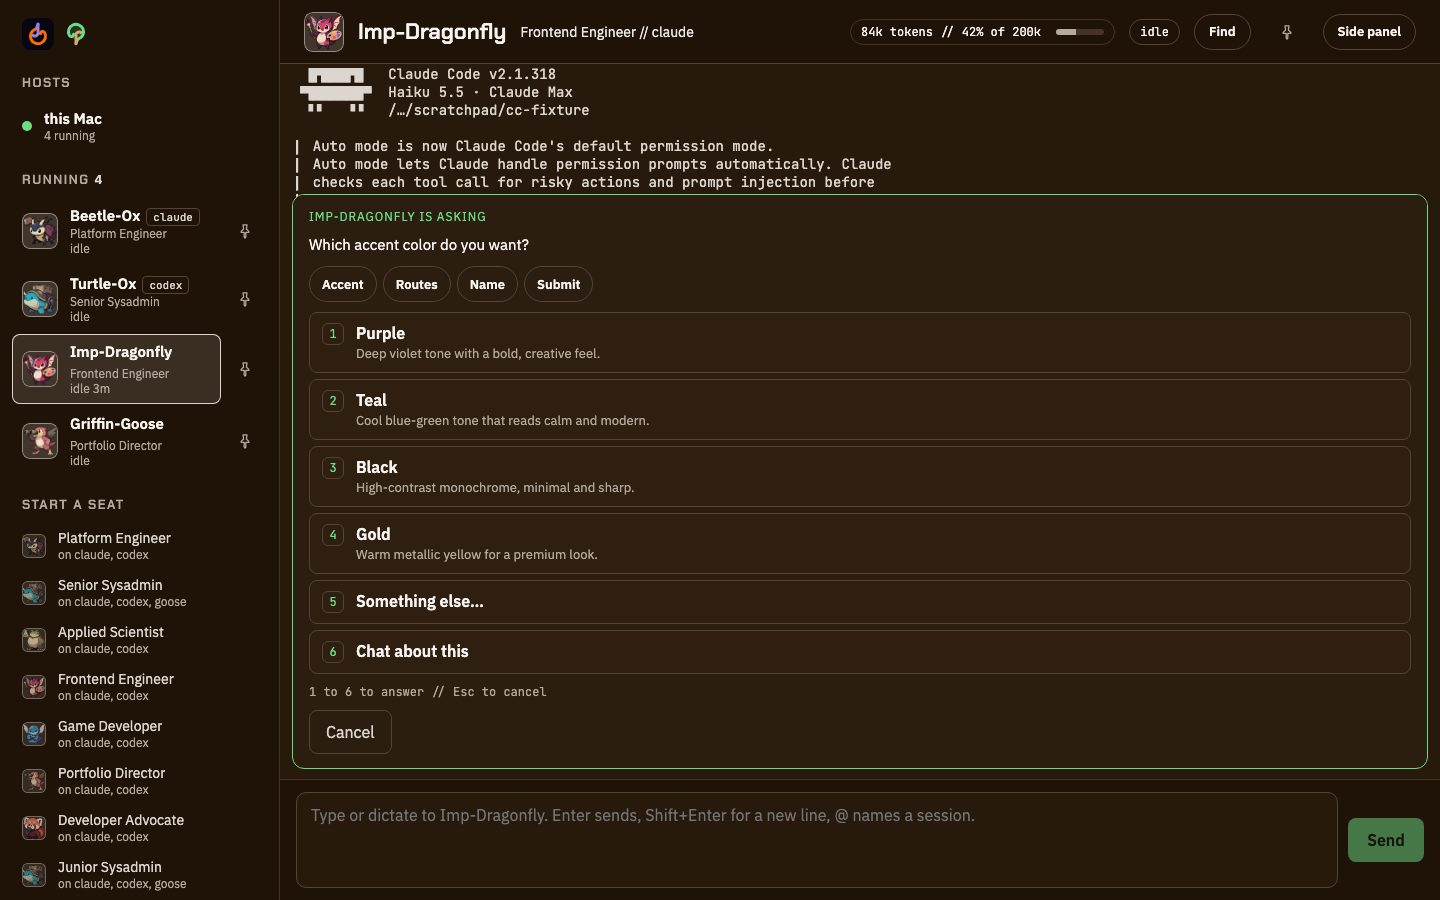 HOSTS
this Mac
4 running
RUNNING 4
Beetle-Ox claude
Platform Engineer
idle
Turtle-Ox codex
Senior Sysadmin
idle
Imp-Dragonfly
Frontend Engineer
idle 3m
Griffin-Goose
Portfolio Director
idle
START A SEAT
Platform Engineer
on claude, codex
Senior Sysadmin
on claude, codex, goose
Applied Scientist
on claude, codex
Frontend Engineer
on claude, codex
Game Developer
on claude, codex
Portfolio Director
on claude, codex
Developer Advocate
on claude, codex
Junior Sysadmin
on claude, codex, goose
Imp-Dragonfly Frontend Engineer // claude 84k tokens // 42% of 200k idle Find Side panel
Claude Code v2.1.318
Haiku 5.5 · Claude Max
/…/scratchpad/cc-fixture
Auto mode is now Claude Code's default permission mode.
Auto mode lets Claude handle permission prompts automatically. Claude
checks each tool call for risky actions and prompt injection before
IMP-DRAGONFLY IS ASKING
Which accent color do you want?
Accent Routes Name Submit
1 Purple
Deep violet tone with a bold, creative feel.
2 Teal
Cool blue-green tone that reads calm and modern.
3 Black
High-contrast monochrome, minimal and sharp.
4 Gold
Warm metallic yellow for a premium look.
5 Something else...
6 Chat about this
1 to 6 to answer // Esc to cancel
Cancel
Type or dictate to Imp-Dragonfly. Enter sends, Shift+Enter for a new line, @ names a session.
Send